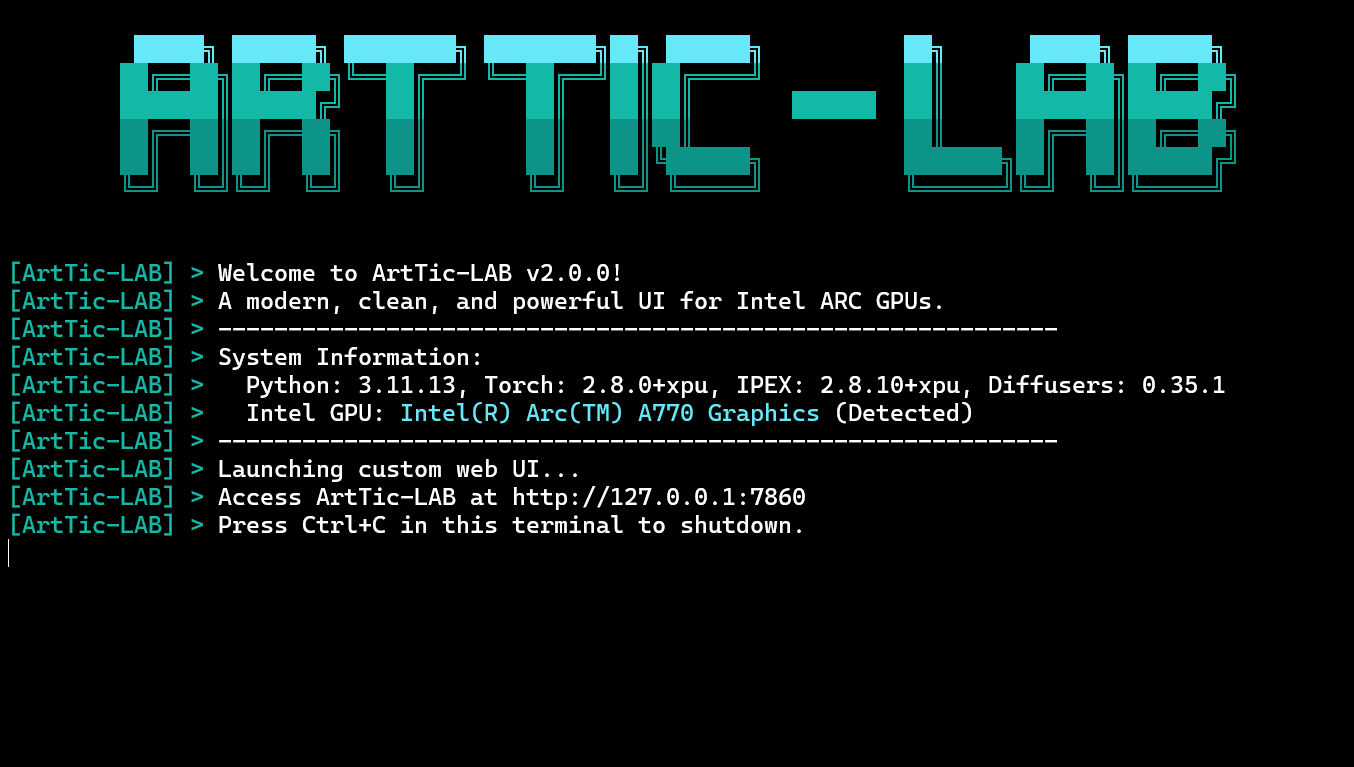 ARTTIC-LAB
[ArtTic-LAB] > Welcome to ArtTic-LAB v2.0.0!
[ArtTic-LAB] > A modern, clean, and powerful UI for Intel ARC GPUs.
[ArtTic-LAB] > ------------------------------------------------------------
[ArtTic-LAB] > System Information:
[ArtTic-LAB] >   Python: 3.11.13, Torch: 2.8.0+xpu, IPEX: 2.8.10+xpu, Diffusers: 0.35.1
[ArtTic-LAB] >   Intel GPU: Intel(R) Arc(TM) A770 Graphics (Detected)
[ArtTic-LAB] > ------------------------------------------------------------
[ArtTic-LAB] > Launching custom web UI...
[ArtTic-LAB] > Access ArtTic-LAB at http://127.0.0.1:7860
[ArtTic-LAB] > Press Ctrl+C in this terminal to shutdown.